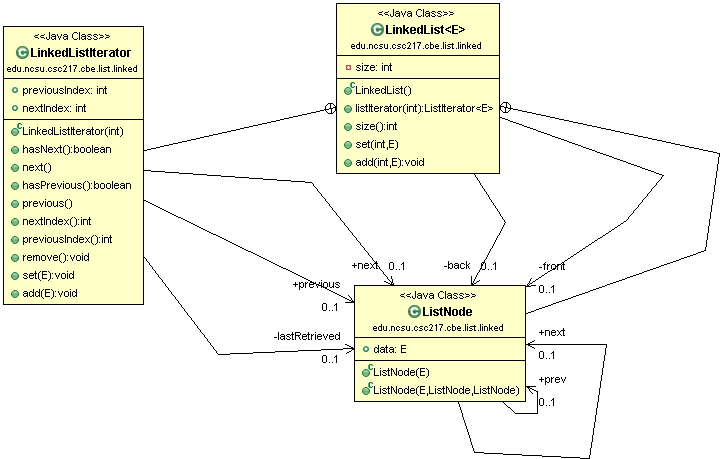 <<Java Class>>
LinkedListIterator
edu.ncsu.csc217.cbe.list.linked
previousIndex: int
nextIndex: int
LinkedListIterator(int)
hasNext():boolean
next()
hasPrevious():boolean
previous()
nextIndex():int
previousIndex():int
remove():void
set(E):void
add(E):void
<<Java Class>>
LinkedList<E>
edu.ncsu.csc217.cbe.list.linked
size: int
LinkedList()
listIterator(int):ListIterator<E>
size():int
set(int,E)
add(int,E):void
+next
0..1
-back
0..1
-front
0..1
+previous
0..1
-lastRetrieved
0..1
<<Java Class>>
ListNode
edu.ncsu.csc217.cbe.list.linked
data: E
ListNode(E)
ListNode(E,ListNode,ListNode)
+next
0..1
+prev
0..1